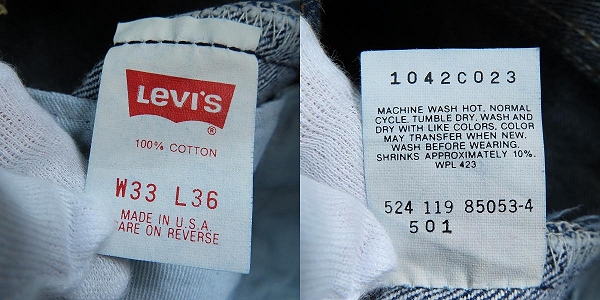 LEVI'S
®
100% COTTON
W33 L36
MADE IN U.S.A.
CARE ON REVERSE
1042C023
MACHINE WASH HOT, NORMAL
CYCLE, TUMBLE DRY, WASH AND
DRY WITH LIKE COLORS, COLOR
MAY TRANSFER WHEN NEW.
WASH BEFORE WEARING.
SHRINKS APPROXIMATELY 10%.
WPL 423
524 119 85053-4
501